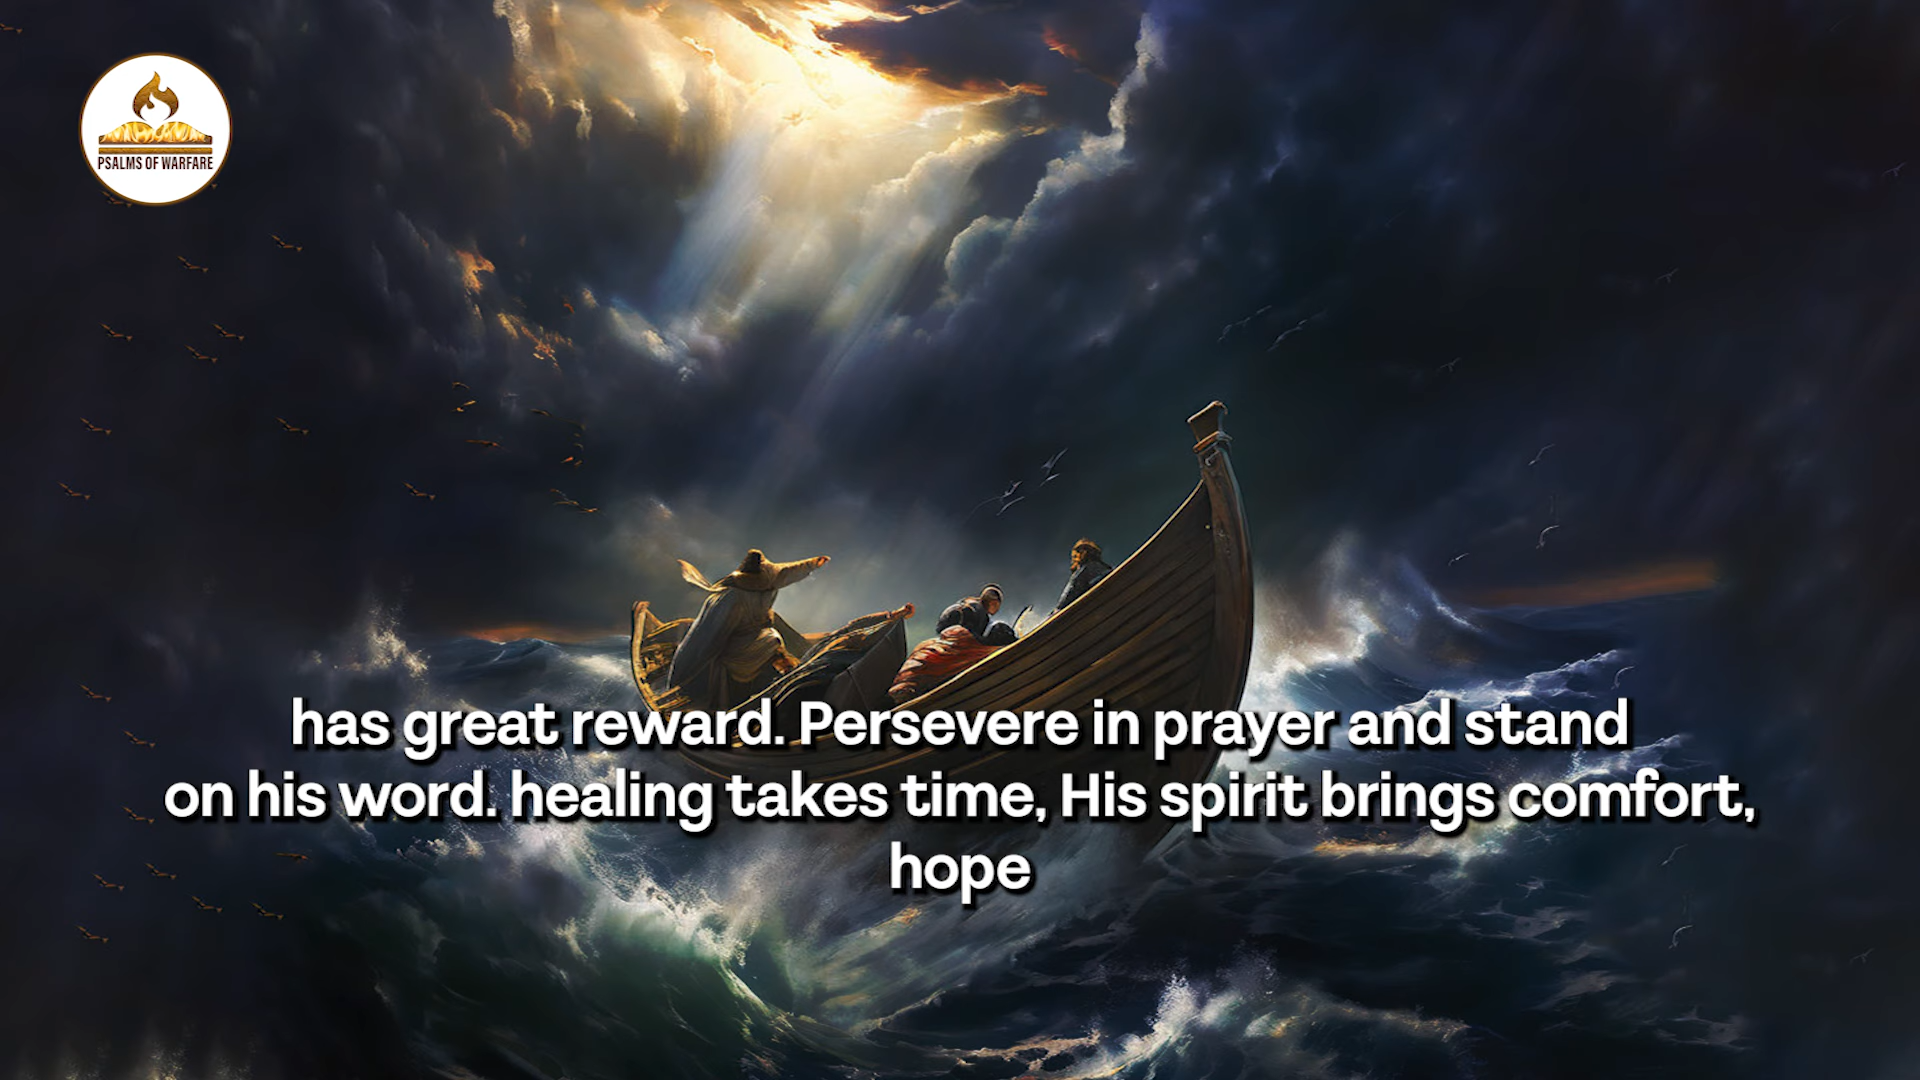 PSALMS OF WARFARE
has great reward. Persevere in prayer and stand
on his word. healing takes time, His spirit brings comfort,
hope